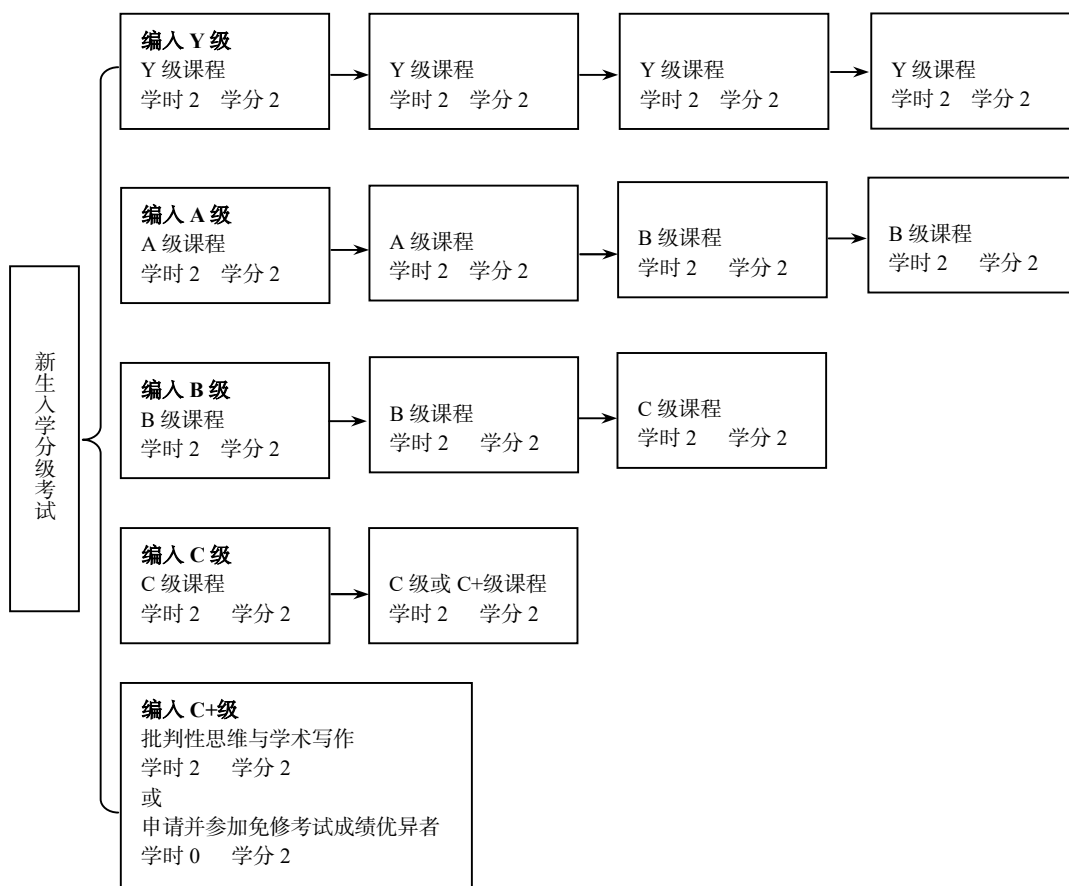 新生入学分级考试
编入 Y 级
Y 级课程
学时 2 学分 2
Y 级课程
学时 2 学分 2
Y 级课程
学时 2 学分 2
Y 级课程
学时 2 学分 2
编入 A 级
A 级课程
学时 2 学分 2
A 级课程
学时 2 学分 2
B 级课程
学时 2 学分 2
B 级课程
学时 2 学分 2
编入 B 级
B 级课程
学时 2 学分 2
B 级课程
学时 2 学分 2
C 级课程
学时 2 学分 2
编入 C 级
C 级课程
学时 2 学分 2
C 级或 C+级课程
学时 2 学分 2
编入 C+级
批判性思维与学术写作
学时 2 学分 2
或
申请并参加免修考试成绩优异者
学时 0 学分 2